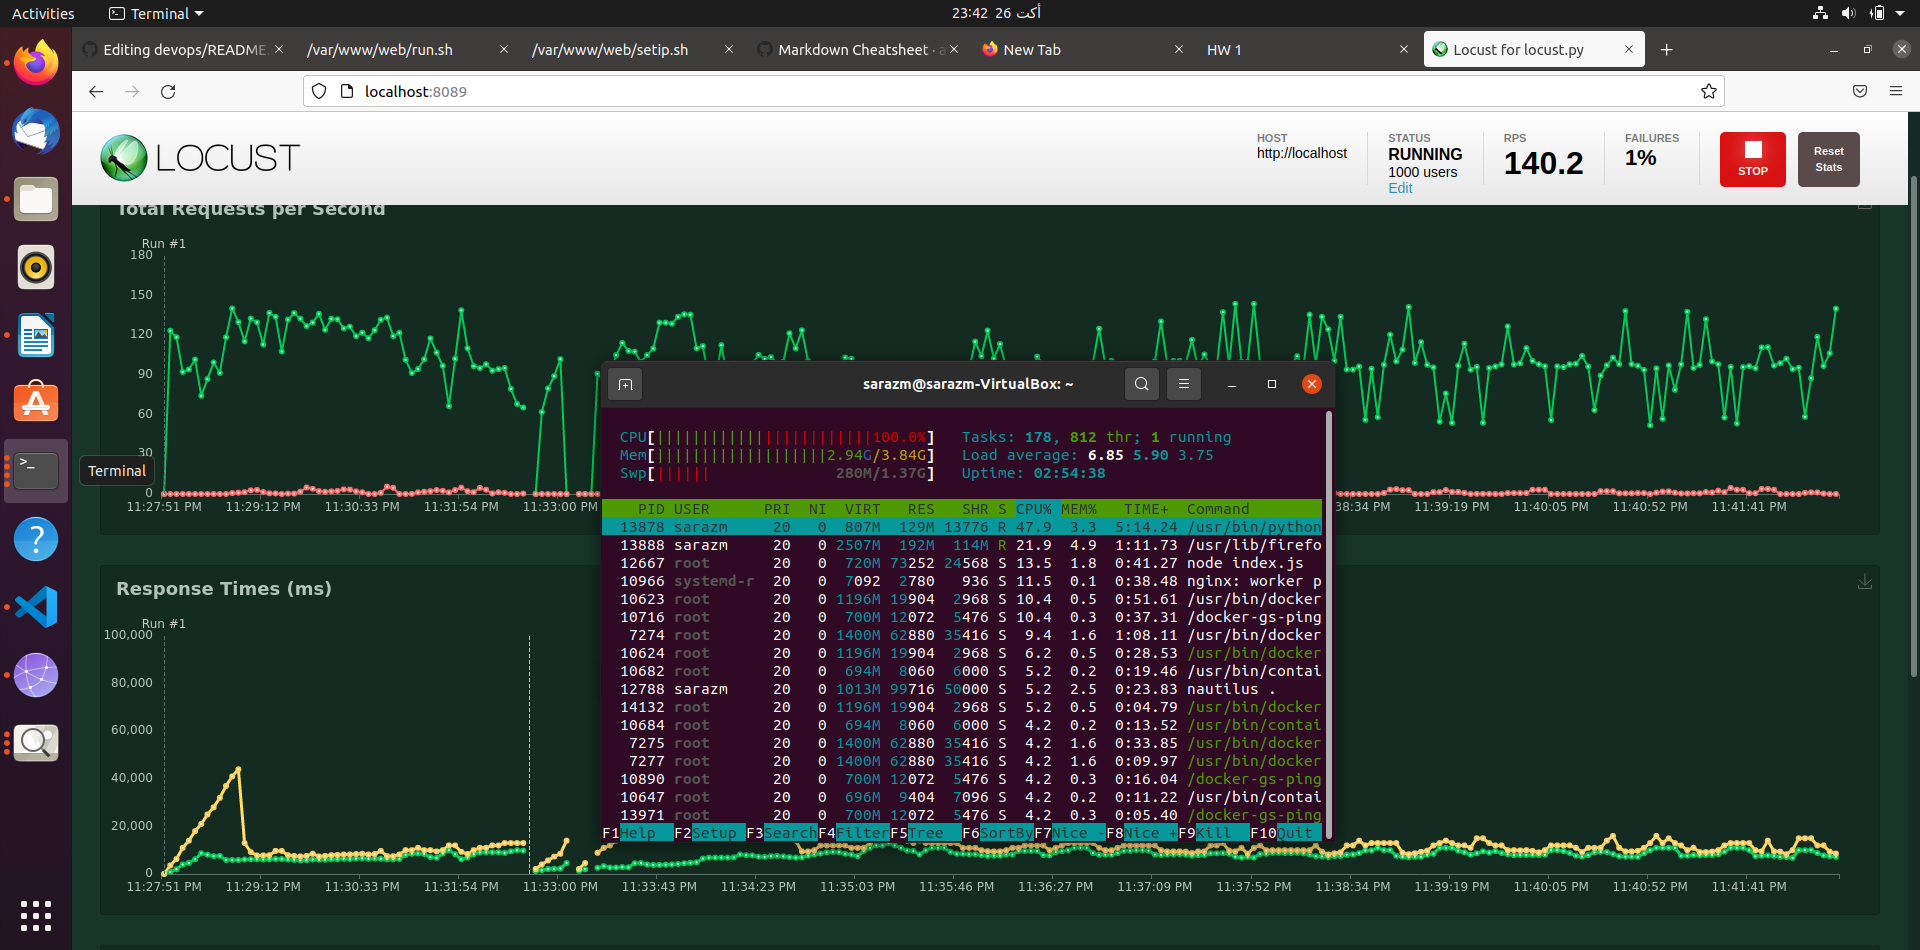 Activities
Terminal
23:42 26 أكت
Editing devops/README.
/var/www/web/run.sh
/var/www/web/setip.sh
Markdown Cheatsheet · a
New Tab
HW 1
Locust for locust.py
localhost:8089
LOCUST
HOST
http://localhost
STATUS
RUNNING
1000 users
Edit
RPS
140.2
FAILURES
1%
STOP
Reset
Stats
Total Requests per Second
Run #1
180
150
120
90
60
30
0
11:27:51 PM 11:29:12 PM 11:30:33 PM 11:31:54 PM 11:33:00 PM :38:34 PM 11:39:19 PM 11:40:05 PM 11:40:52 PM 11:41:41 PM
Terminal
sarazm@sarazm-VirtualBox: ~
CPU[||||||||||||||||||||||||100.0%] Tasks: 178, 812 thr; 1 running
Mem[|||||||||||||||||||2.94G/3.84G] Load average: 6.85 5.90 3.75
Swp[|||||| 280M/1.37G] Uptime: 02:54:38
PID USER PRI NI VIRT RES SHR S CPU% MEM% TIME+ Command
13878 sarazm 20 0 807M 129M 13776 R 47.9 3.3 5:14.24 /usr/bin/python
13888 sarazm 20 0 2507M 192M 114M R 21.9 4.9 1:11.73 /usr/lib/firefo
12667 root 20 0 720M 73252 24568 S 13.5 1.8 0:41.27 node index.js
10966 systemd-r 20 0 7092 2780 936 S 11.5 0.1 0:38.48 nginx: worker p
10623 root 20 0 1196M 19904 2968 S 10.4 0.5 0:51.61 /usr/bin/docker
10716 root 20 0 700M 12072 5476 S 10.4 0.3 0:37.31 /docker-gs-ping
7274 root 20 0 1400M 62880 35416 S 9.4 1.6 1:08.11 /usr/bin/docker
10624 root 20 0 1196M 19904 2968 S 6.2 0.5 0:28.53 /usr/bin/docker
10682 root 20 0 694M 8060 6000 S 5.2 0.2 0:19.46 /usr/bin/contai
12788 sarazm 20 0 1013M 99716 50000 S 5.2 2.5 0:23.83 nautilus .
14132 root 20 0 1196M 19904 2968 S 5.2 0.5 0:04.79 /usr/bin/docker
10684 root 20 0 694M 8060 6000 S 4.2 0.2 0:13.52 /usr/bin/contai
7275 root 20 0 1400M 62880 35416 S 4.2 1.6 0:33.85 /usr/bin/docker
7277 root 20 0 1400M 62880 35416 S 4.2 1.6 0:09.97 /usr/bin/docker
10890 root 20 0 700M 12072 5476 S 4.2 0.3 0:16.04 /docker-gs-ping
10647 root 20 0 696M 9404 7096 S 4.2 0.2 0:11.22 /usr/bin/contai
13971 root 20 0 700M 12072 5476 S 4.2 0.3 0:05.40 /docker-gs-ping
F1Help F2Setup F3SearchF4FilterF5Tree F6SortByF7Nice -F8Nice +F9Kill F10Quit
Response Times (ms)
Run #1
100,000
80,000
60,000
40,000
20,000
0
11:27:51 PM 11:29:12 PM 11:30:33 PM 11:31:54 PM 11:33:00 PM 11:33:43 PM 11:34:23 PM 11:35:03 PM 11:35:46 PM 11:36:27 PM 11:37:09 PM 11:37:52 PM 11:38:34 PM 11:39:19 PM 11:40:05 PM 11:40:52 PM 11:41:41 PM